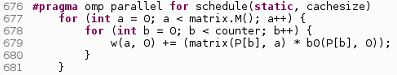 676 #pragma omp parallel for schedule(static, cachesize)
677 for (int a = 0; a < matrix.M(); a++) {
678 for (int b = 0; b < counter; b++) {
679 w(a, 0) += (matrix(P[b], a) * b0(P[b], 0));
680 }
681 }